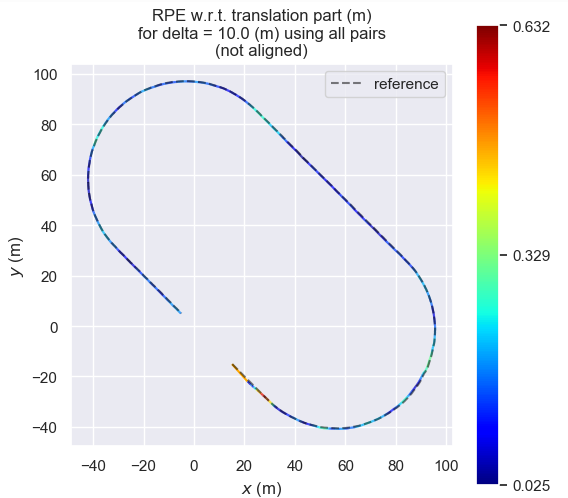 RPE w.r.t. translation part (m)
for delta = 10.0 (m) using all pairs
(not aligned)
reference
100
80
60
40
20
0
−20
−40
y (m)
−40 −20 0 20 40 60 80 100
x (m)
0.632
0.329
0.025